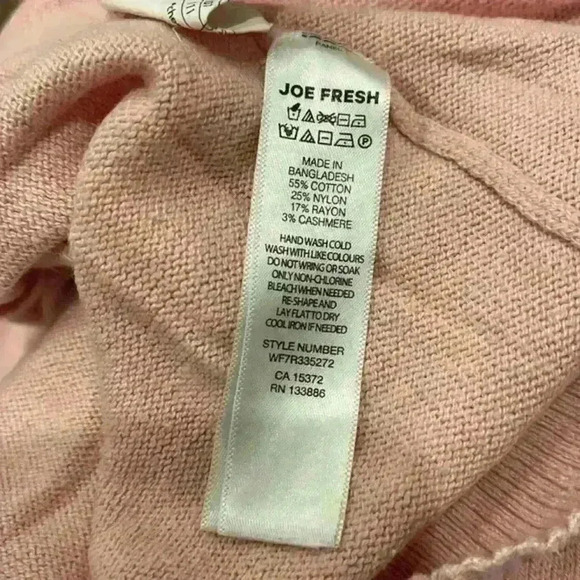 JOE FRESH
MADE IN
BANGLADESH
55% COTTON
25% NYLON
17% RAYON
3% CASHMERE
HAND WASH COLD
WASH WITH LIKE COLOURS
DO NOT WRING OR SOAK
ONLY NON-CHLORINE
BLEACH WHEN NEEDED
RE-SHAPE AND
LAY FLAT TO DRY
COOL IRON IF NEEDED
STYLE NUMBER
WF7R335272
CA 15372
RN 133886